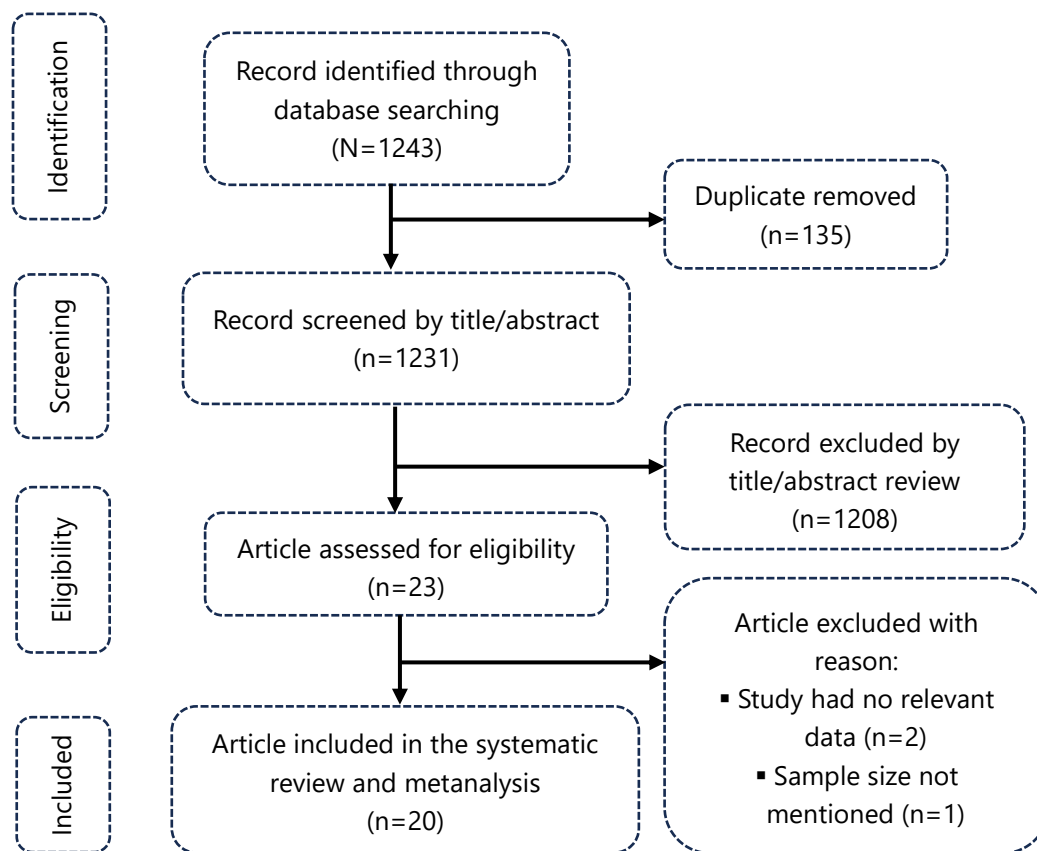 Identification
Record identified through
database searching
(N=1243)
Duplicate removed
(n=135)
Screening
Record screened by title/abstract
(n=1231)
Record excluded by
title/abstract review
(n=1208)
Eligibility
Article assessed for eligibility
(n=23)
Article excluded with
reason:
▪ Study had no relevant
data (n=2)
▪ Sample size not
mentioned (n=1)
Included
Article included in the systematic
review and metanalysis
(n=20)